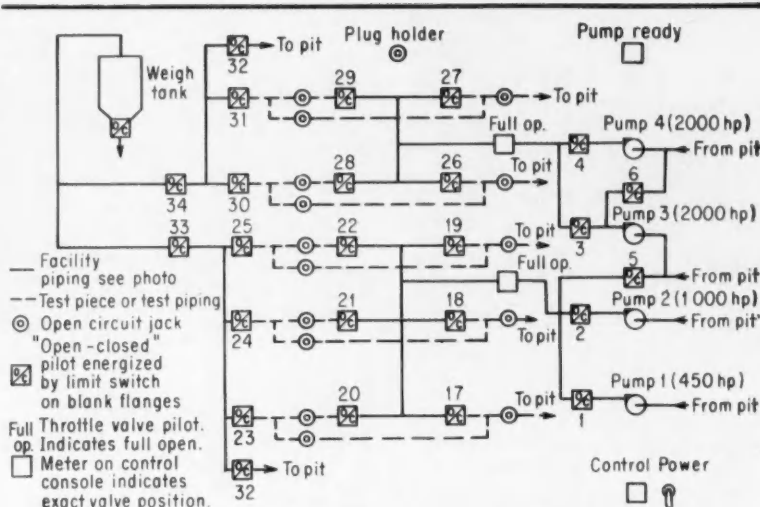 Plug holder
Pump ready
32
To pit
Weigh tank
29
27
31
To pit
Full op.
Pump 4 (2000 hp)
From pit
4
28
26
To pit
6
34
30
Pump 3 (2000 hp)
3
33
25
22
19
To pit
5
From pit
Full op.
Pump 2 (1000 hp)
From pit
2
21
18
To pit
24
20
17
To pit
Pump 1 (450 hp)
From pit
1
23
32
To pit
Facility
piping see photo
Test piece or test piping
Open circuit jack
"Open-closed"
pilot energized
by limit switch
on blank flanges
Full op. Throttle valve pilot.
Indicates full open.
Meter on control
console indicates
exact valve position.
Control Power